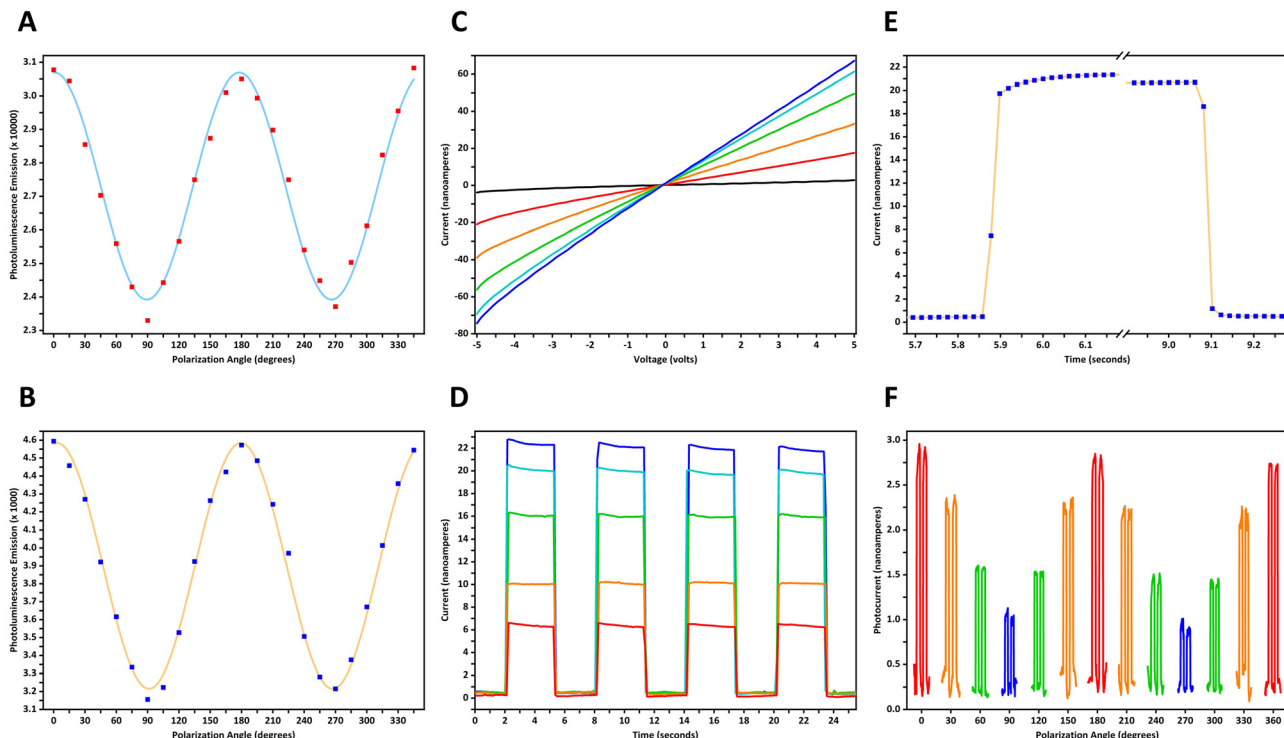 A
3.1
3.0
2.9
2.8
2.7
2.6
2.5
2.4
2.3
Photoluminescence Emission (x 10000)
0 30 60 90 120 150 180 210 240 270 300 330
Polarization Angle (degrees)
B
4.6
4.5
4.4
4.3
4.2
4.1
4.0
3.9
3.8
3.7
3.6
3.5
3.4
3.3
3.2
3.1
Photoluminescence Emission (x 1000)
0 30 60 90 120 150 180 210 240 270 300 330
Polarization Angle (degrees)
C
60
40
20
0
-20
-40
-60
-80
Current (nanoamperes)
-5 -4 -3 -2 -1 0 1 2 3 4 5
Voltage (volts)
D
22
20
18
16
14
12
10
8
6
4
2
0
Current (nanoamperes)
0 2 4 6 8 10 12 14 16 18 20 22 24
Time (seconds)
E
22
20
18
16
14
12
10
8
6
4
2
0
Current (nanoamperes)
5.7 5.8 5.9 6.0 6.1 9.0 9.1 9.2
Time (seconds)
F
3.0
2.5
2.0
1.5
1.0
0.5
0.0
Photocurrent (nanoamperes)
0 30 60 90 120 150 180 210 240 270 300 330 360
Polarization Angle (degrees)